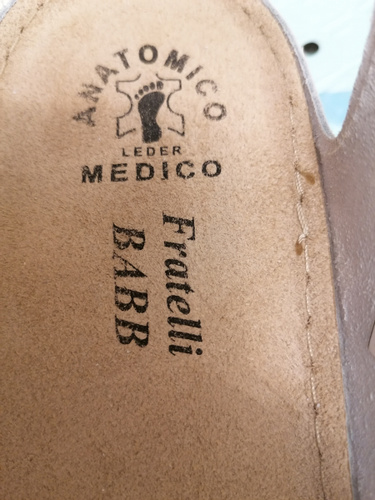 ANATOMICO
LEDER
MEDICO
Fratelli
BABB